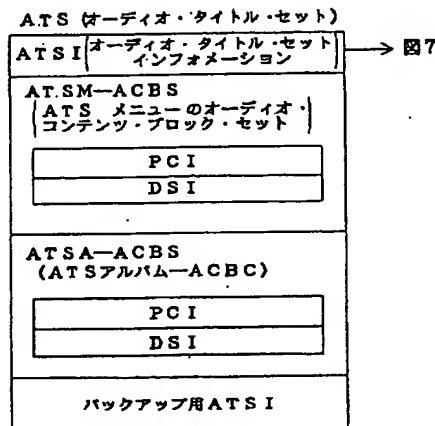 ATS (オーディオ・タイトル・セット)
ATSI(オーディオ・タイトル・セット
インフォメーション) 図7
AT.SM—ACBS
(ATS メニューのオーディオ・
コンテンツ・ブロック・セット)
PCI
DSI
ATSA—ACBS
(ATSアルバム—ACBC)
PCI
DSI
バックアップ用ATSI